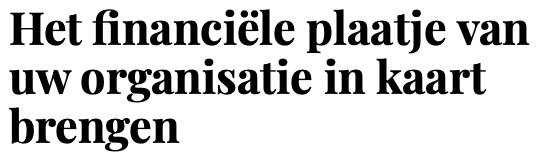 Het financiële plaatje van
uw organisatie in kaart
brengen